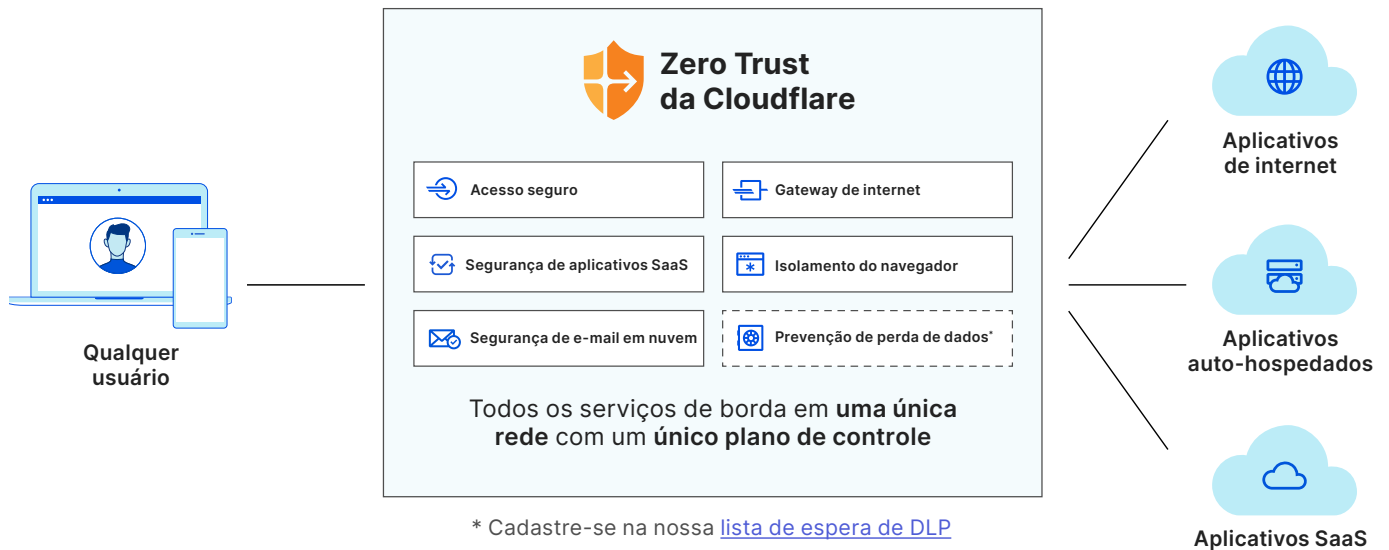 Zero Trust
da Cloudflare
Acesso seguro
Gateway de internet
Segurança de aplicativos SaaS
Isolamento do navegador
Segurança de e-mail em nuvem
Prevenção de perda de dados*
Todos os serviços de borda em uma única
rede com um único plano de controle
* Cadastre-se na nossa lista de espera de DLP
Qualquer
usuário
Aplicativos
de internet
Aplicativos
auto-hospedados
Aplicativos SaaS